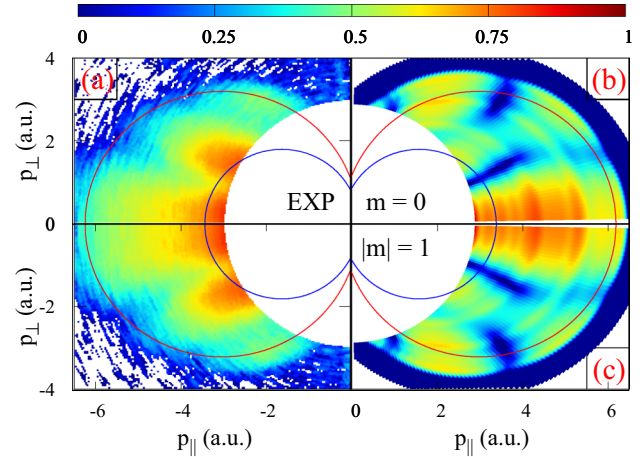 0 0.25 0.5 0.75 1
4
(a)
(b)
2
p⊥ (a.u.)
EXP
m = 0
0
|m| = 1
-2
p⊥ (a.u.)
(c)
-4
-6 -4 -2 0 2 4 6
p|| (a.u.)
p|| (a.u.)